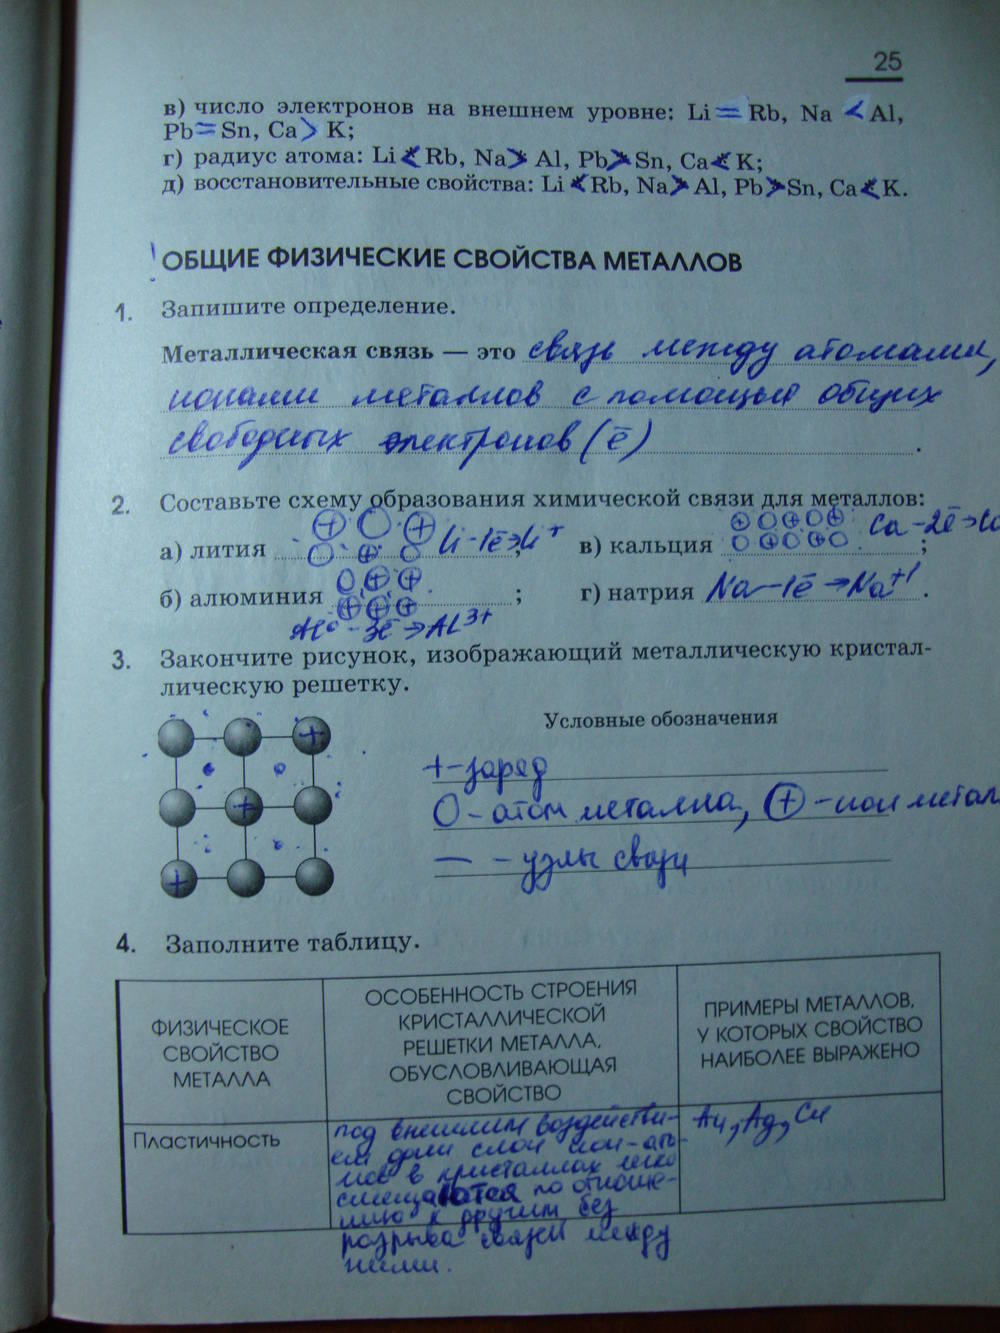 25
в) число электронов на внешнем уровне: Li = Rb, Na < Al,
Pb = Sn, Ca > K;
г) радиус атома: Li < Rb, Na > Al, Pb > Sn, Ca < K;
д) восстановительные свойства: Li < Rb, Na > Al, Pb > Sn, Ca < K.
ОБЩИЕ ФИЗИЧЕСКИЕ СВОЙСТВА МЕТАЛЛОВ
1. Запишите определение.
Металлическая связь — это связь между атомами,
ионами металлов с помощью общих
свободных электронов (ē)
2. Составьте схему образования химической связи для металлов:
а) лития Li - 1ē → Li+; в) кальция Ca - 2ē → Ca;
б) алюминия ; г) натрия Na - 1ē → Na+1.
Al0 - 3ē → Al3+
3. Закончите рисунок, изображающий металлическую кристал-
лическую решетку.
Условные обозначения
+ - заряд
О - атом металла, ⊕ - ион метал
— - узлы связи
4. Заполните таблицу.
ФИЗИЧЕСКОЕ СВОЙСТВО МЕТАЛЛА
ОСОБЕННОСТЬ СТРОЕНИЯ
КРИСТАЛЛИЧЕСКОЙ
РЕШЕТКИ МЕТАЛЛА,
ОБУСЛОВЛИВАЮЩАЯ
СВОЙСТВО
ПРИМЕРЫ МЕТАЛЛОВ,
У КОТОРЫХ СВОЙСТВО
НАИБОЛЕЕ ВЫРАЖЕНО
Пластичность
под внешним воздействи-
ем слои ион-ато-
мов в кристаллах легко
смещаются по отноше-
нию к другим без
разрыва связей между
ними.
Au, Ag, Cu